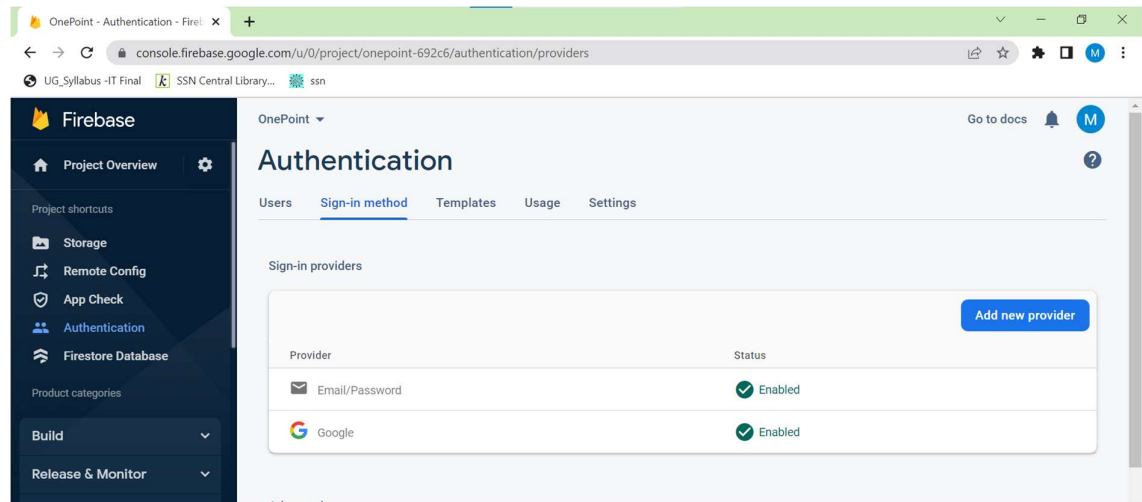 OnePoint - Authentication - Fire
console.firebase.google.com/u/0/project/onepoint-692c6/authentication/providers
M
UG_Syllabus -IT Final
SSN Central Library...
ssn
Firebase
OnePoint
Go to docs
M
Project Overview
Authentication
Users Sign-in method Templates Usage Settings
Project shortcuts
Storage
Remote Config
App Check
Authentication
Firestore Database
Product categories
Build
Release & Monitor
Sign-in providers
Add new provider
Provider Status
Email/Password Enabled
Google Enabled